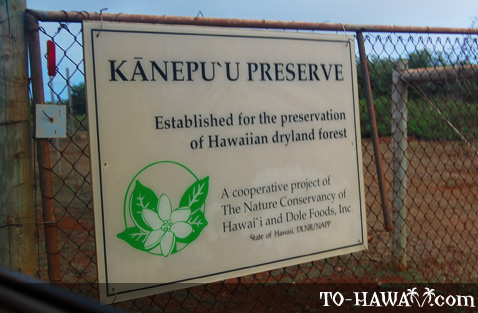 KĀNEPU`U PRESERVE
Established for the preservation
of Hawaiian dryland forest
A cooperative project of
The Nature Conservancy of
Hawai`i and Dole Foods, Inc.
State of Hawaii, DLNR/NAPP
TO-HAWAII.com